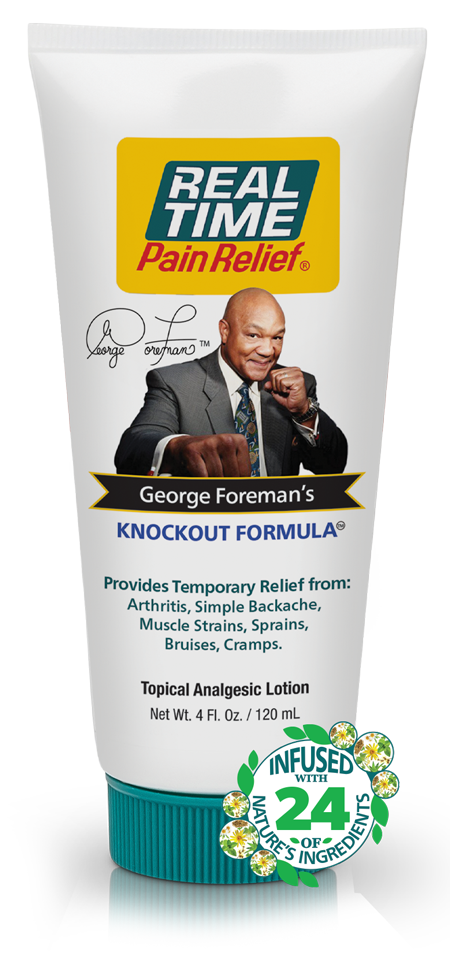 REAL
TIME
Pain Relief®
George Foreman™
George Foreman's
KNOCKOUT FORMULA℠
Provides Temporary Relief from:
Arthritis, Simple Backache,
Muscle Strains, Sprains,
Bruises, Cramps.
Topical Analgesic Lotion
Net Wt. 4 Fl. Oz. / 120 mL
INFUSED
WITH
24
OF
NATURE'S INGREDIENTS